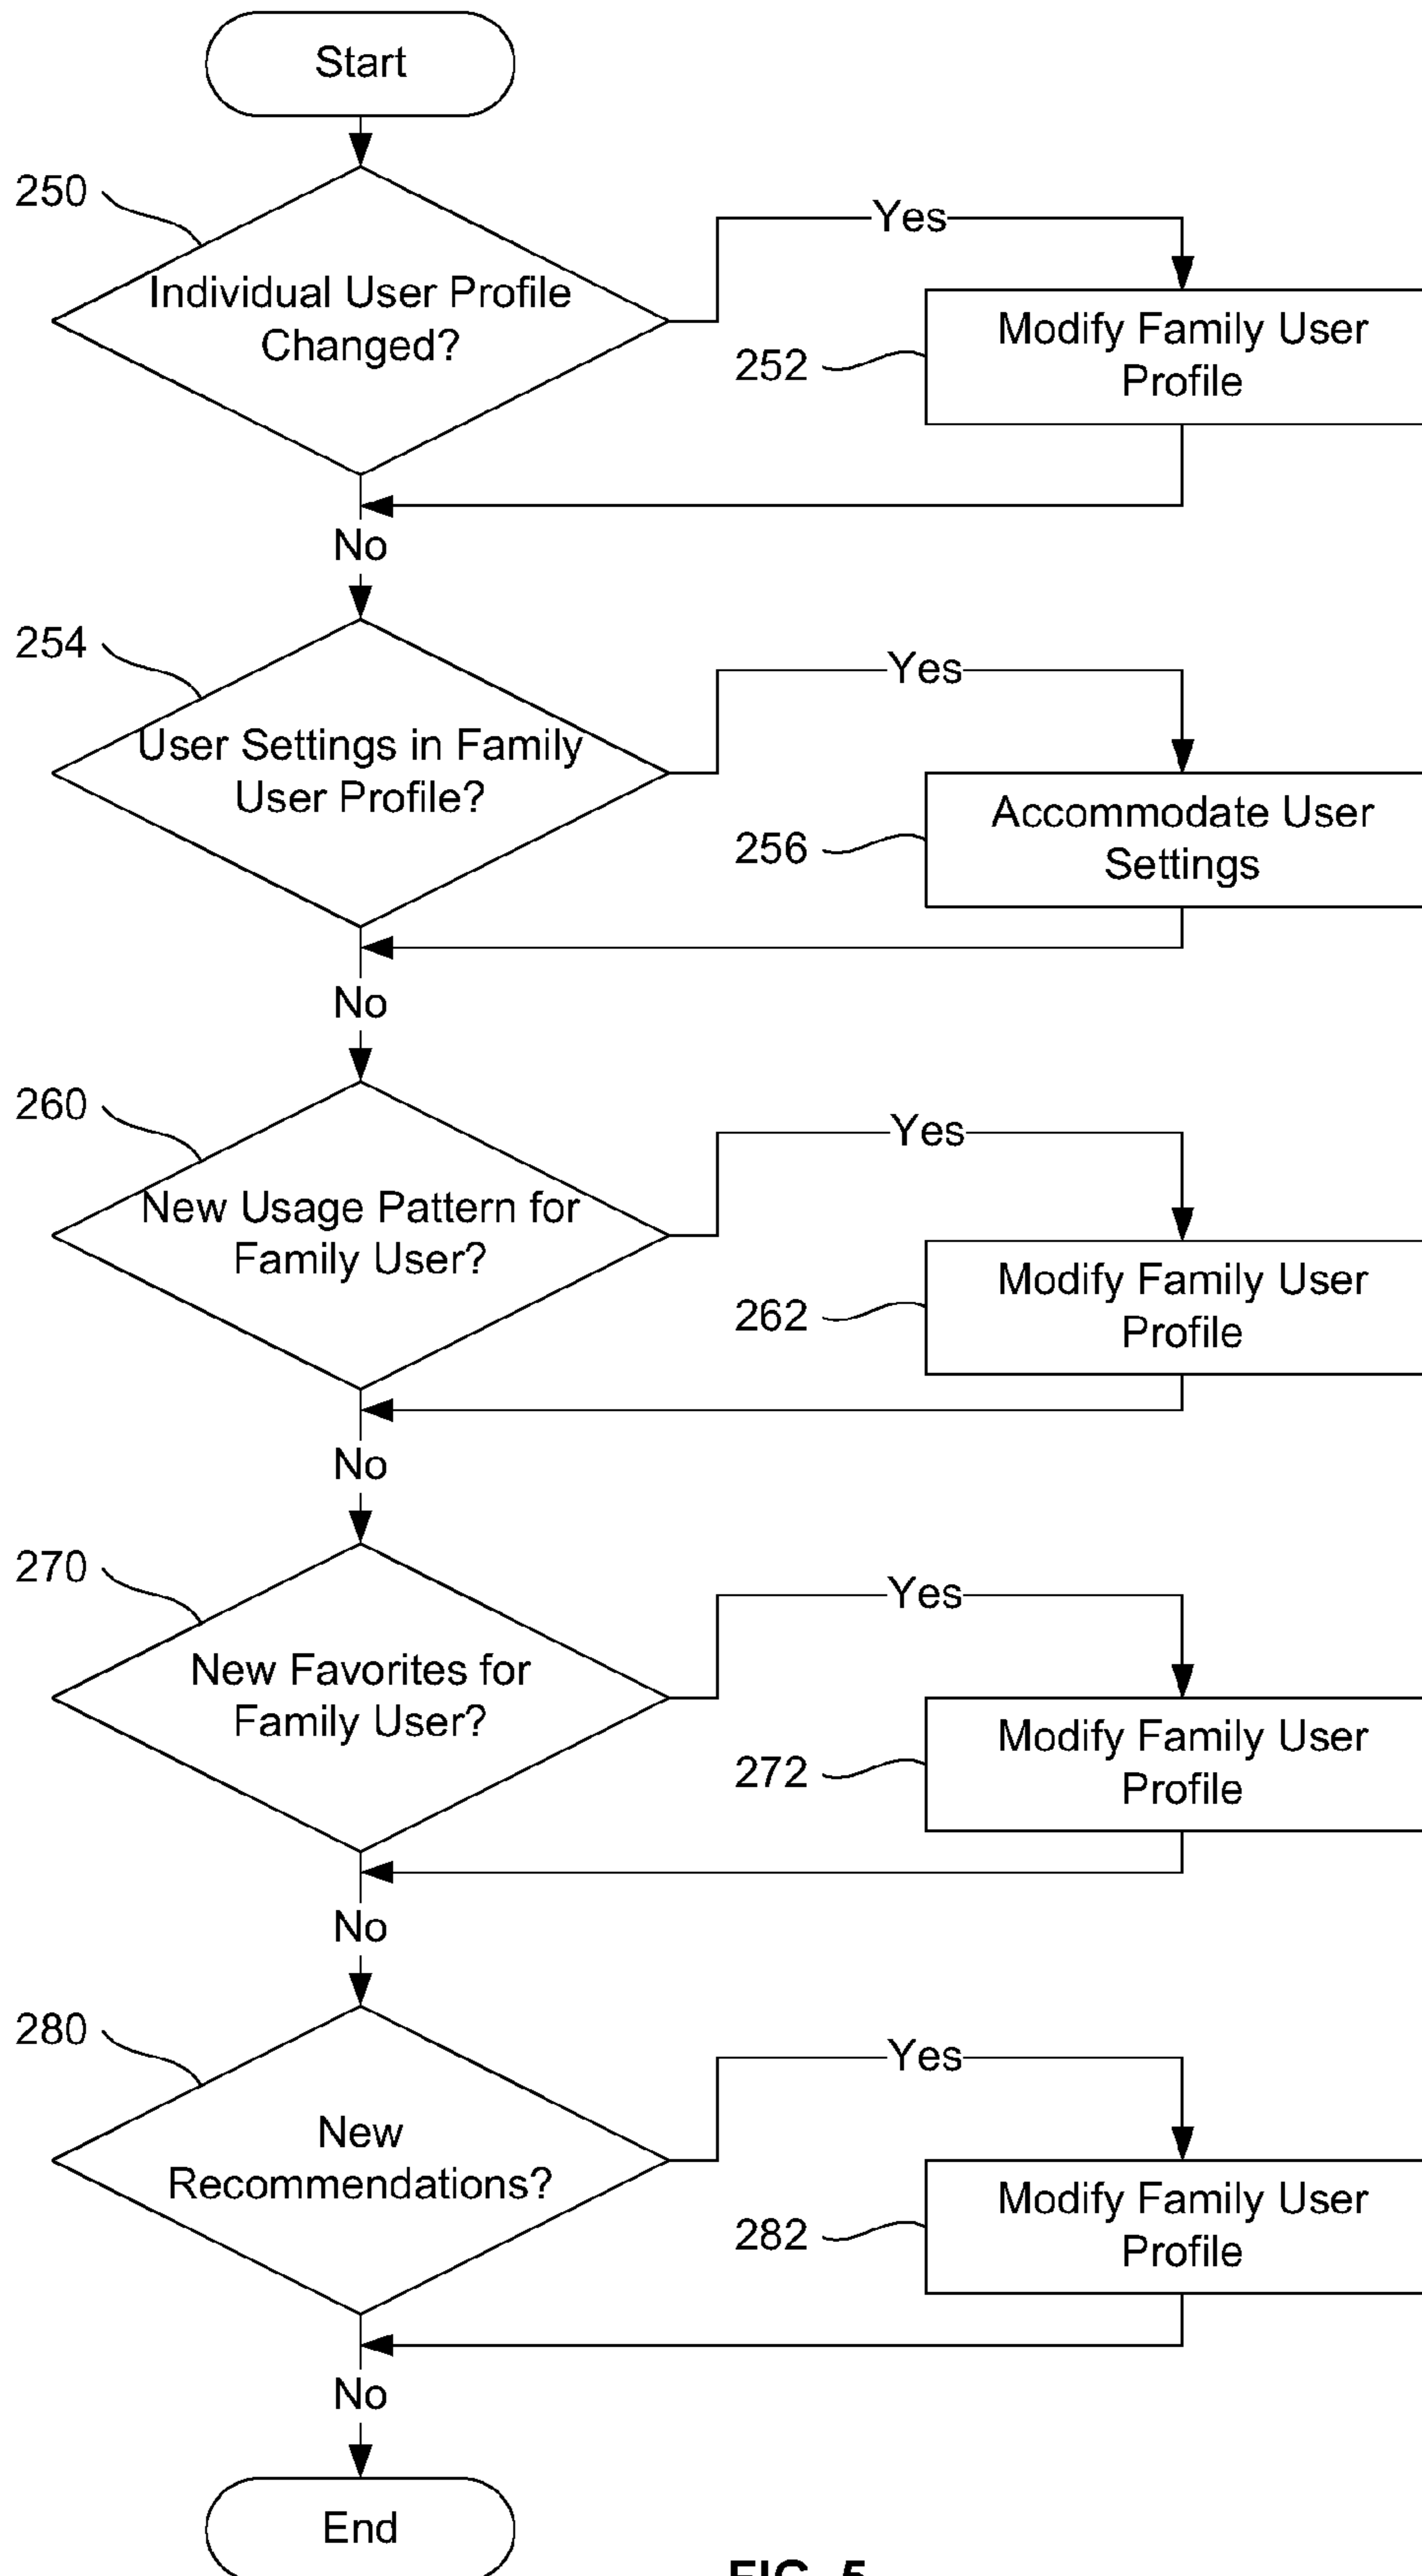 Start
250
Individual User Profile
Changed?
Yes
252
Modify Family User
Profile
No
254
User Settings in Family
User Profile?
Yes
256
Accommodate User
Settings
No
260
New Usage Pattern for
Family User?
Yes
262
Modify Family User
Profile
No
270
New Favorites for
Family User?
Yes
272
Modify Family User
Profile
No
280
New
Recommendations?
Yes
282
Modify Family User
Profile
No
End
FIG. 5